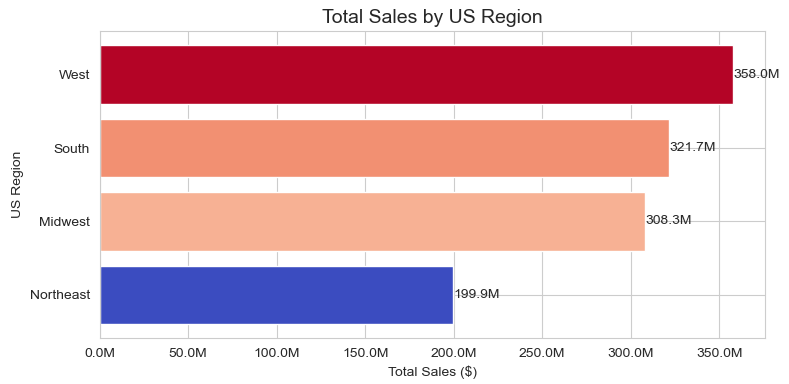 Total Sales by US Region
US Region
West
358.0M
South
321.7M
Midwest
308.3M
Northeast
199.9M
0.0M 50.0M 100.0M 150.0M 200.0M 250.0M 300.0M 350.0M
Total Sales ($)